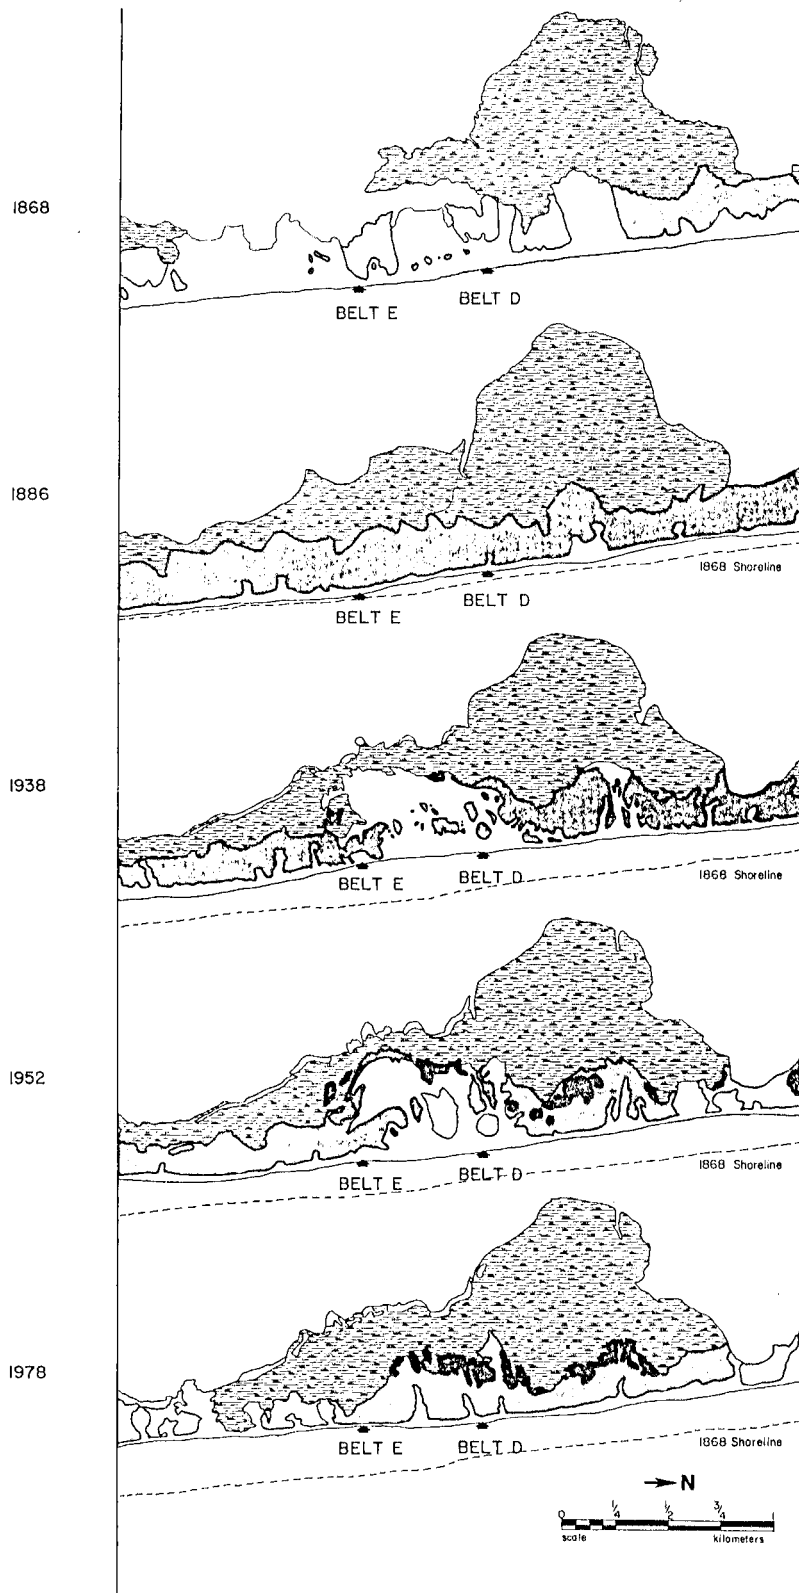 1868
BELT E BELT D
1886
1868 Shoreline
BELT E BELT D
1938
1868 Shoreline
BELT E BELT D
1952
1868 Shoreline
BELT E BELT D
1978
1868 Shoreline
BELT E BELT D
N
0 1/4 1/2 3/4 1
scale kilometers